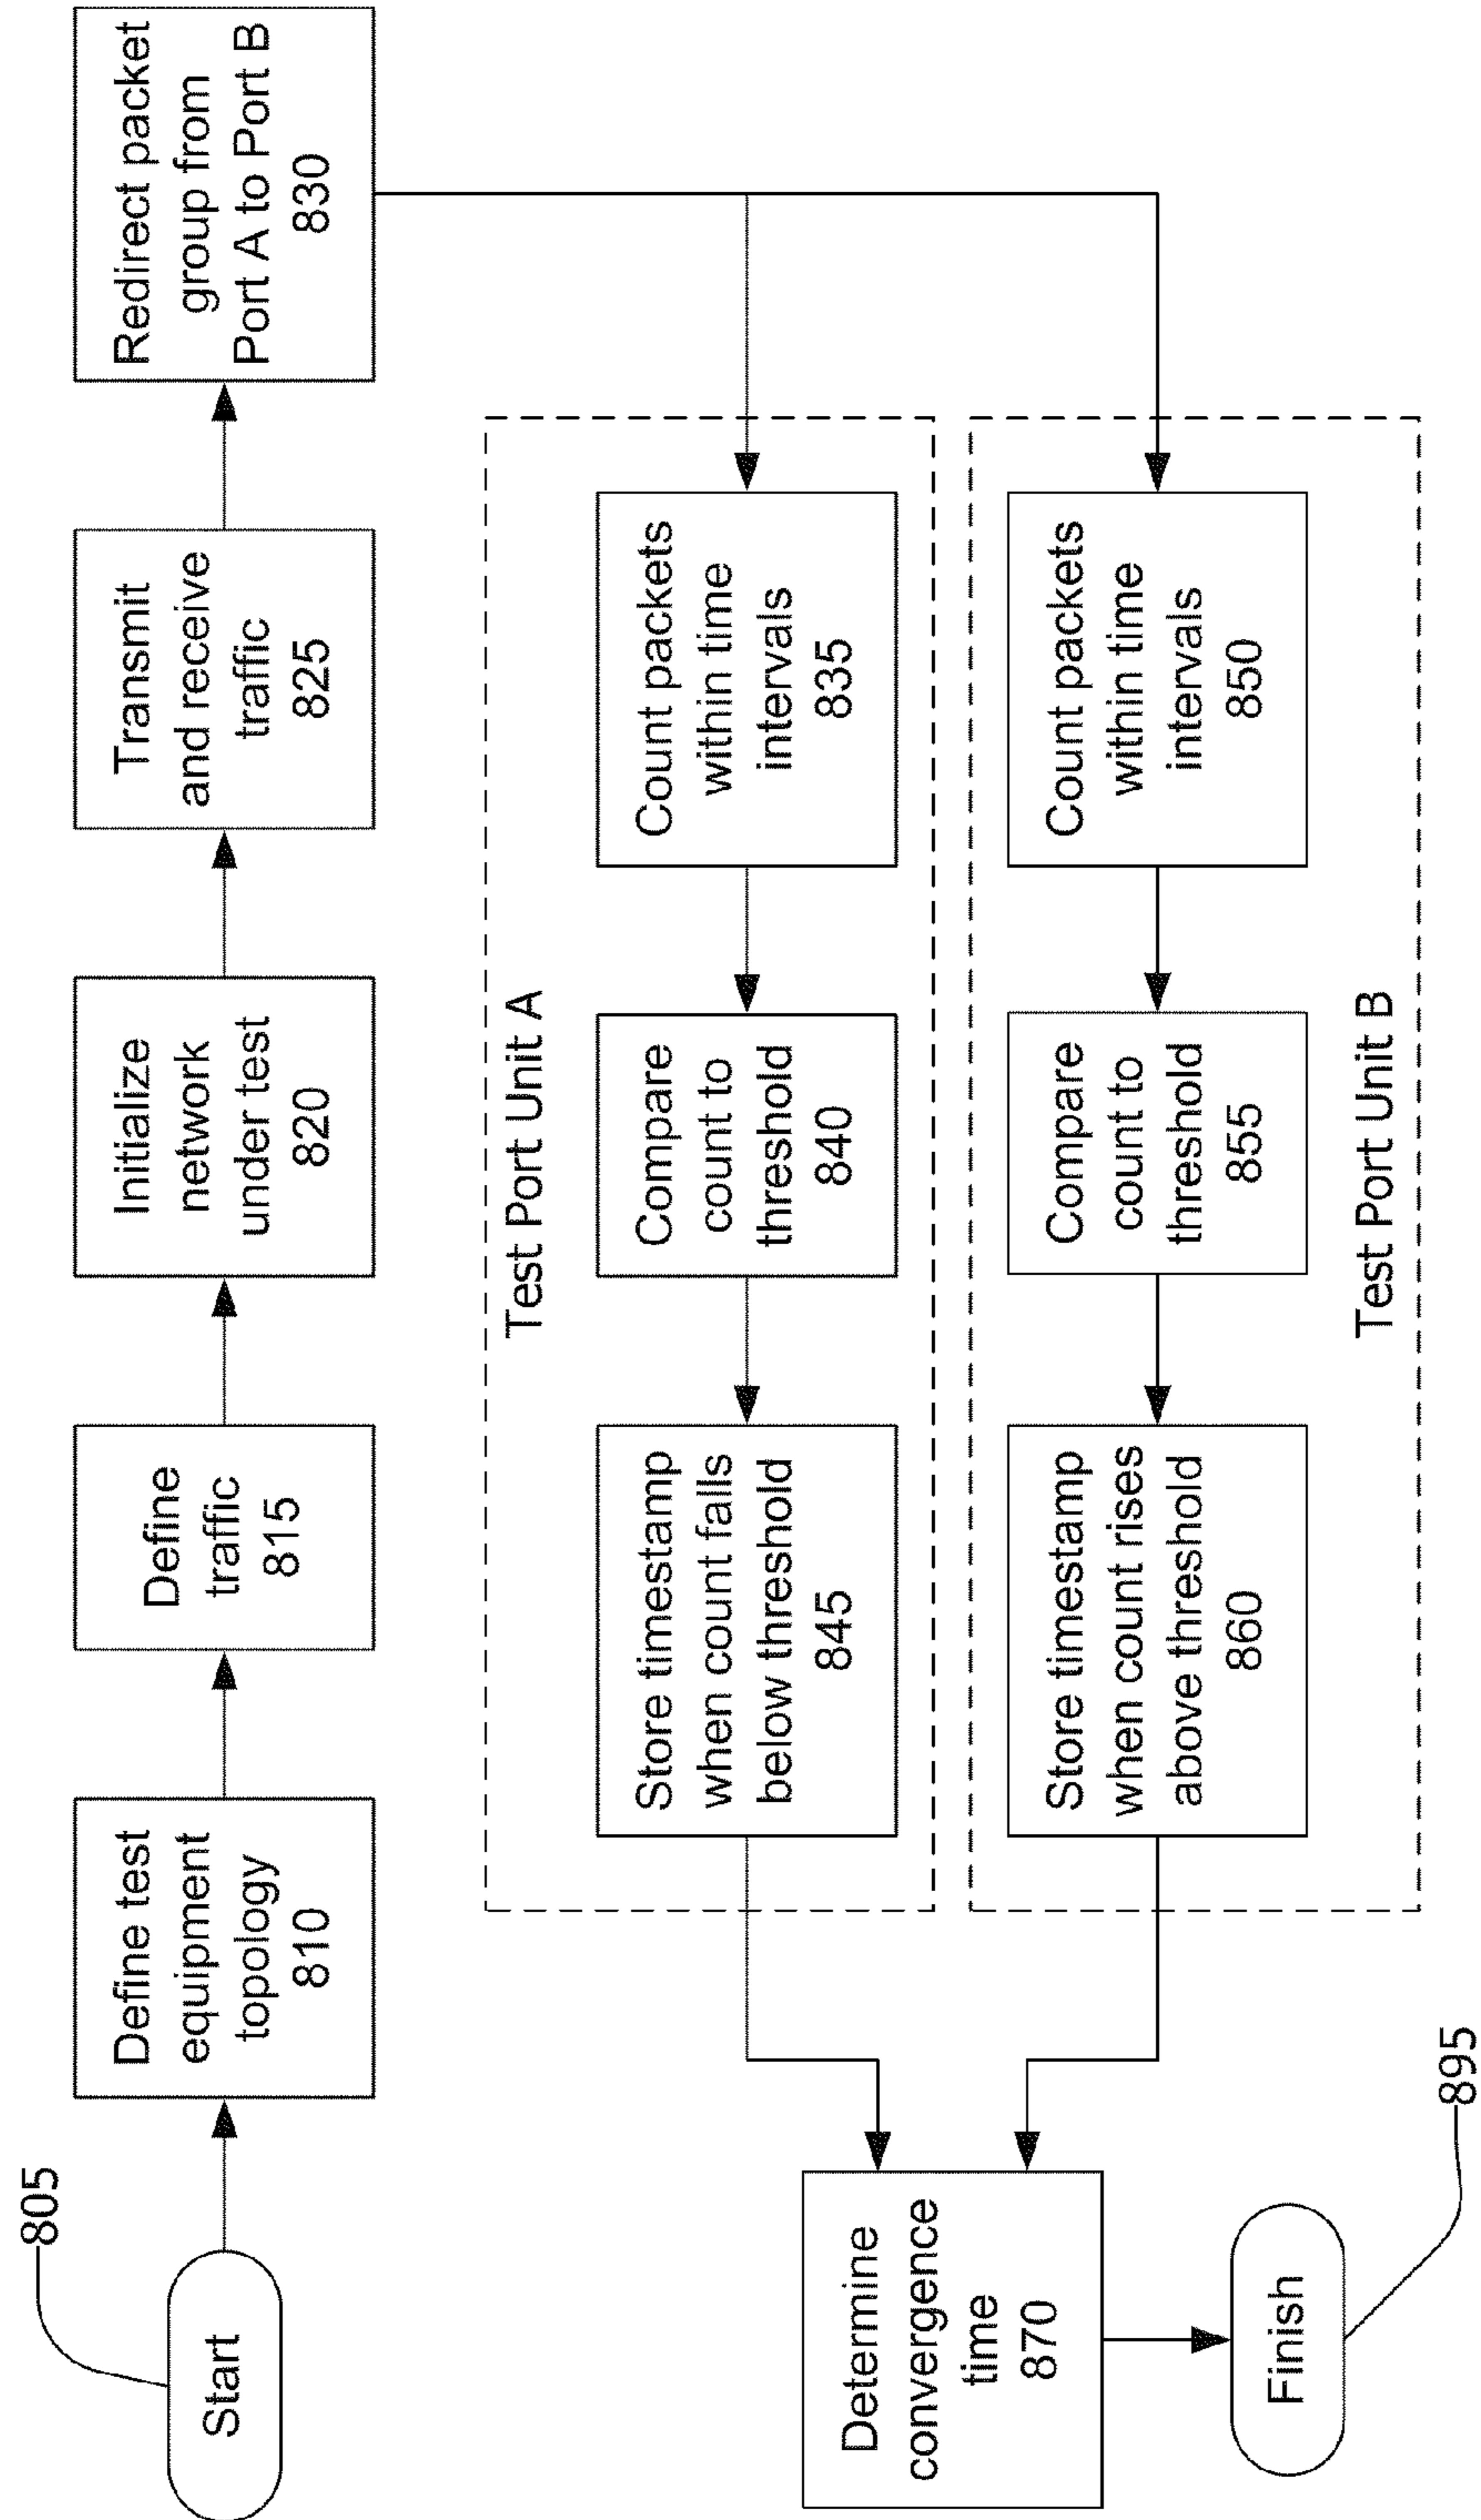 805
Start
Define test
equipment
topology
810
Define
traffic
815
Initialize
network
under test
820
Transmit
and receive
traffic
825
Redirect packet
group from
Port A to Port B
830
Test Port Unit A
Count packets
within time
intervals
835
Compare
count to
threshold
840
Store timestamp
when count falls
below threshold
845
Count packets
within time
intervals
850
Compare
count to
threshold
855
Store timestamp
when count rises
above threshold
860
Test Port Unit B
Determine
convergence
time
870
Finish
895